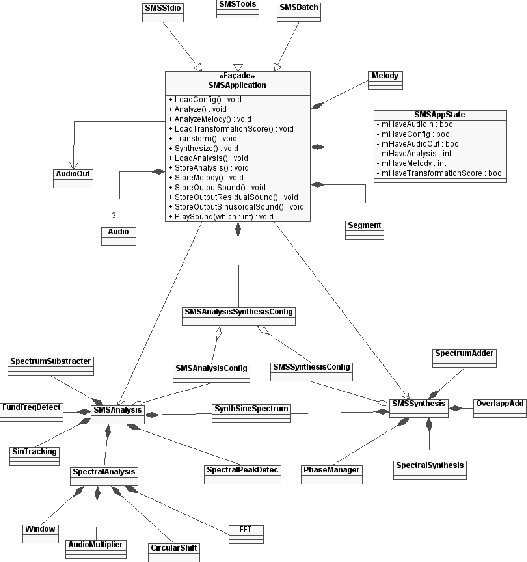 SMSStdio
SMSTools
SMSBatch
«Façade»
SMSApplication
+ LoadConfig() : void
+ Analyze() : void
+ AnalyzeMelody() : void
+ LoadTransformationScore() : void
+ Transform() : void
+ Synthesize() : void
+ LoadAnalysis() : void
+ StoreAnalysis() : void
+ StoreMelody() : void
+ StoreOutputSound() : void
+ StoreOutputResidualSound() : void
+ StoreOutputSinusoidalSound() : void
+ PlaySound(which : int) : void
Melody
SMSAppState
- mHaveAudioIn : bool
- mHaveConfig : bool
- mHaveAudioOut : bool
- mHaveAnalysis : int
- mHaveMelody : int
- mHaveTransformationScore : bool
AudioOut
Audio
Segment
SMSAnalysisSynthesisConfig
SMSAnalysisConfig
SMSSynthesisConfig
SpectrumSubstracter
SpectrumAdder
FundFreqDetect
SMSAnalysis
SynthSineSpectrum
SMSSynthesis
OverlappAdd
SinTracking
SpectralAnalysis
SpectralPeakDetec.
PhaseManager
SpectralSynthesis
Window
AudioMultiplier
CircularShift
FFT